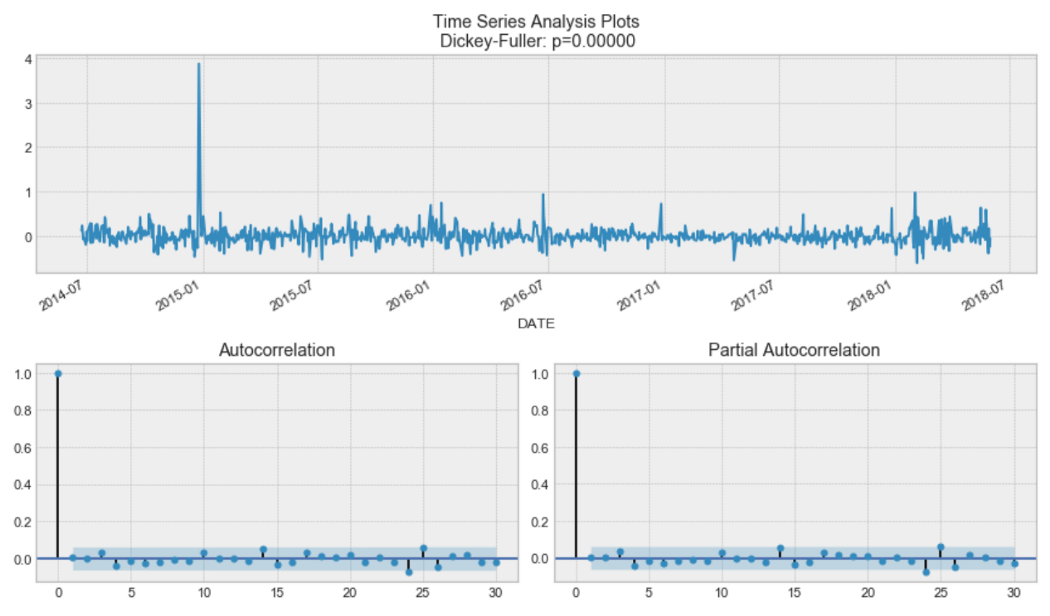 Time Series Analysis Plots
Dickey-Fuller: p=0.00000
4
3
2
1
0
2014-07 2015-01 2015-07 2016-01 2016-07 2017-01 2017-07 2018-01 2018-07
DATE
Autocorrelation
1.0
0.8
0.6
0.4
0.2
0.0
0 5 10 15 20 25 30
Partial Autocorrelation
1.0
0.8
0.6
0.4
0.2
0.0
0 5 10 15 20 25 30